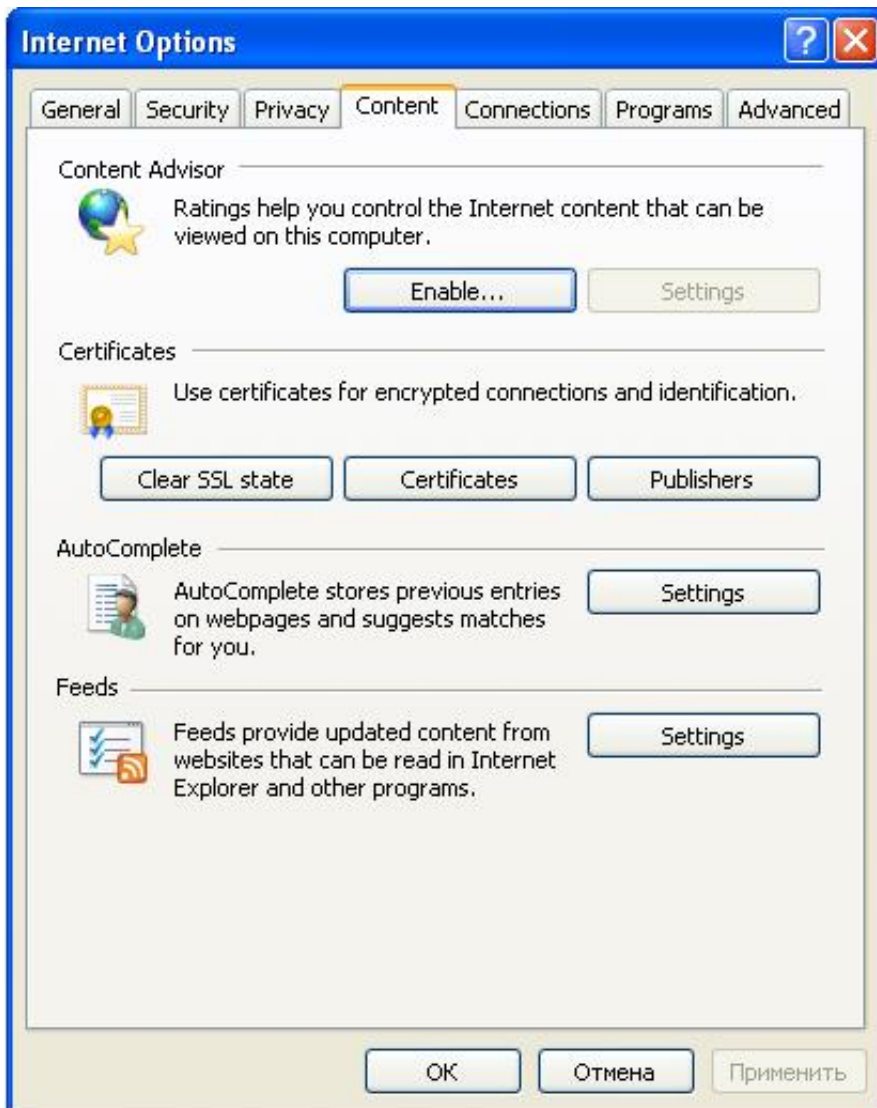 Internet Options
General Security Privacy Content Connections Programs Advanced
Content Advisor
Ratings help you control the Internet content that can be
viewed on this computer.
Enable... Settings
Certificates
Use certificates for encrypted connections and identification.
Clear SSL state Certificates Publishers
AutoComplete
AutoComplete stores previous entries
on webpages and suggests matches
for you.
Settings
Feeds
Feeds provide updated content from
websites that can be read in Internet
Explorer and other programs.
Settings
ОК Отмена Применить